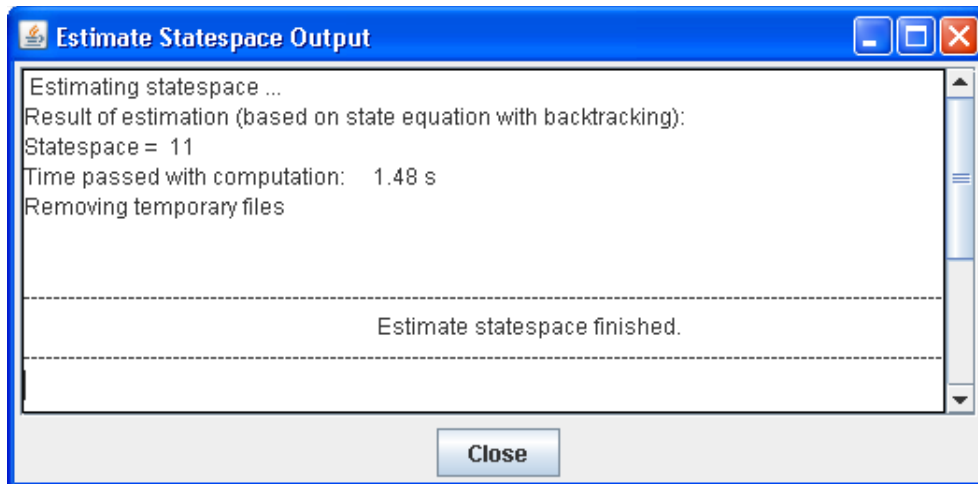 Estimate Statespace Output
Estimating statespace ...
Result of estimation (based on state equation with backtracking):
Statespace = 11
Time passed with computation: 1.48 s
Removing temporary files
--------------------------------------------------------------------------------
Estimate statespace finished.
--------------------------------------------------------------------------------
Close